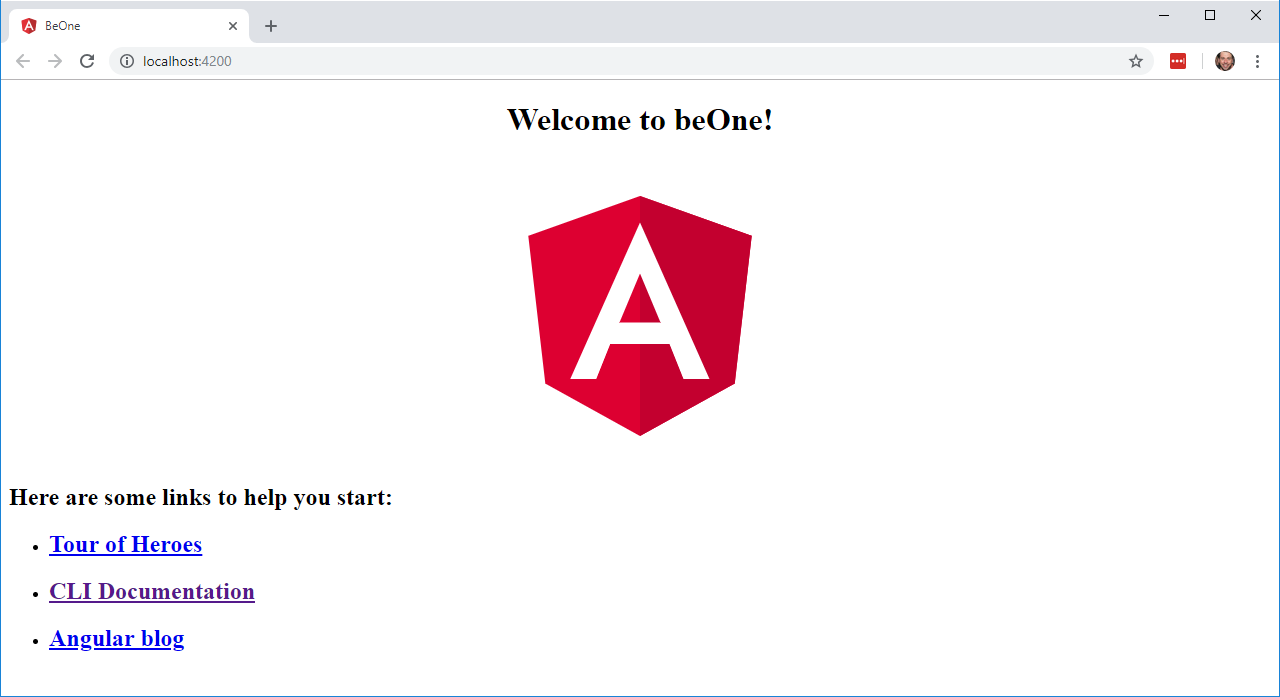 BeOne
localhost:4200
Welcome to beOne!
A
Here are some links to help you start:
Tour of Heroes
CLI Documentation
Angular blog